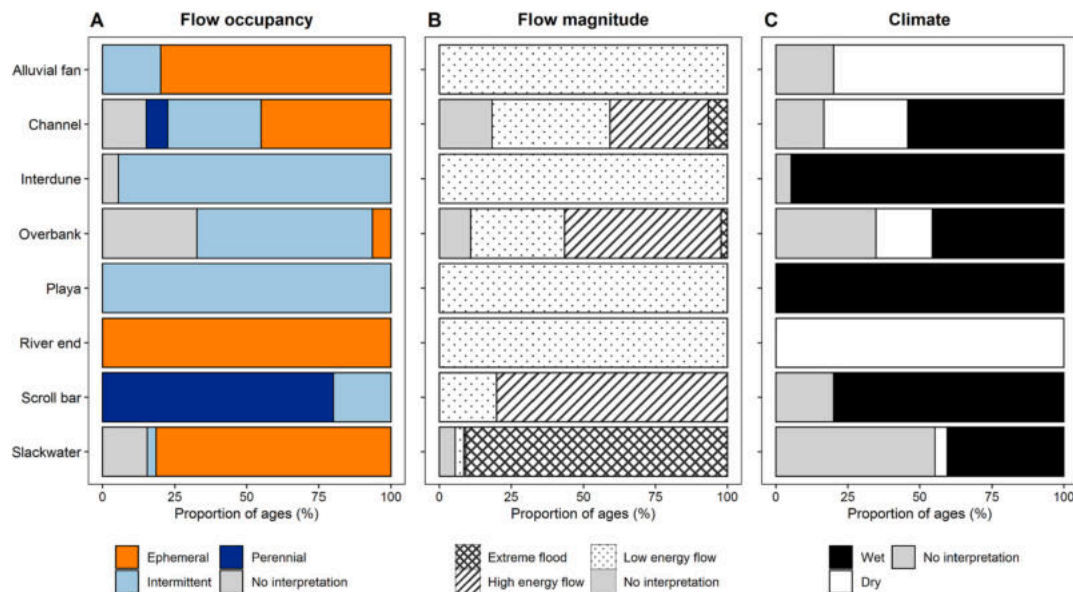 A Flow occupancy
B Flow magnitude
C Climate
Alluvial fan
Channel
Interdune
Overbank
Playa
River end
Scroll bar
Slackwater
0 25 50 75 100
0 25 50 75 100
0 25 50 75 100
Proportion of ages (%)
Proportion of ages (%)
Proportion of ages (%)
Ephemeral Perennial
Intermittent No interpretation
Extreme flood Low energy flow
High energy flow No interpretation
Wet No interpretation
Dry